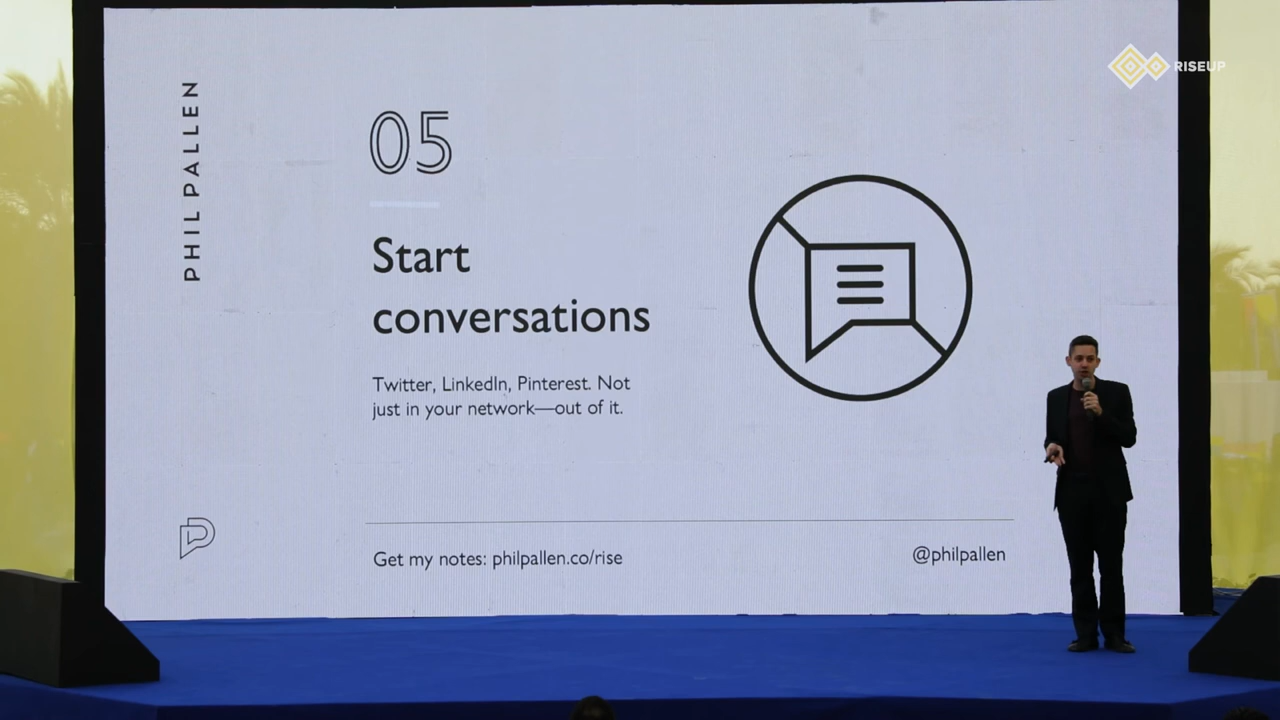 RISEUP
PHIL PALLEN
05
Start
conversations
Twitter, LinkedIn, Pinterest. Not
just in your network—out of it.
Get my notes: philpallen.co/rise
@philpallen